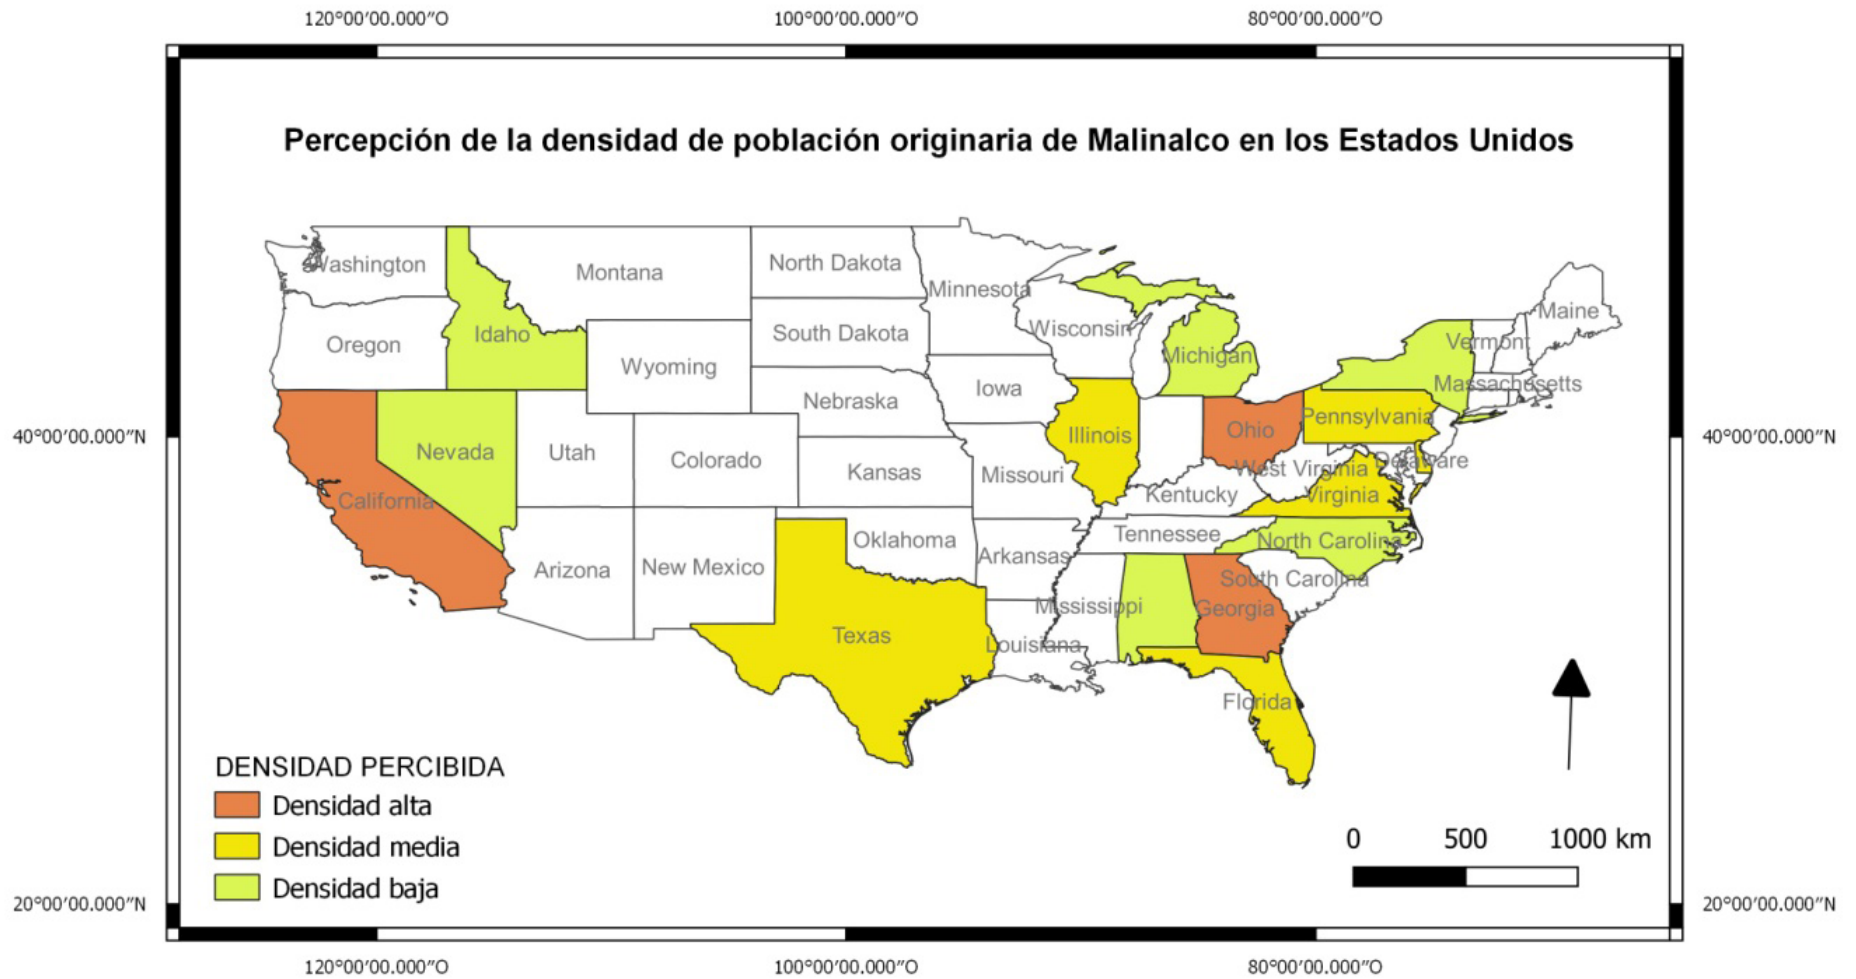 120°00′00.000″O 100°00′00.000″O 80°00′00.000″O
Percepción de la densidad de población originaria de Malinalco en los Estados Unidos
Washington
Montana
North Dakota
Minnesota
Maine
Oregon
Idaho
Wyoming
South Dakota
Wisconsin
Michigan
Vermont
Massachusetts
Nebraska
Iowa
Pennsylvania
40°00′00.000″N
Nevada
Utah
Colorado
Kansas
Missouri
Illinois
Ohio
West Virginia
Delaware
40°00′00.000″N
California
Kentucky
Virginia
Arizona
New Mexico
Oklahoma
Arkansas
Tennessee
North Carolina
South Carolina
Mississippi
Georgia
Texas
Louisiana
Florida
DENSIDAD PERCIBIDA
Densidad alta
Densidad media
Densidad baja
0 500 1000 km
20°00′00.000″N 20°00′00.000″N
120°00′00.000″O 100°00′00.000″O 80°00′00.000″O